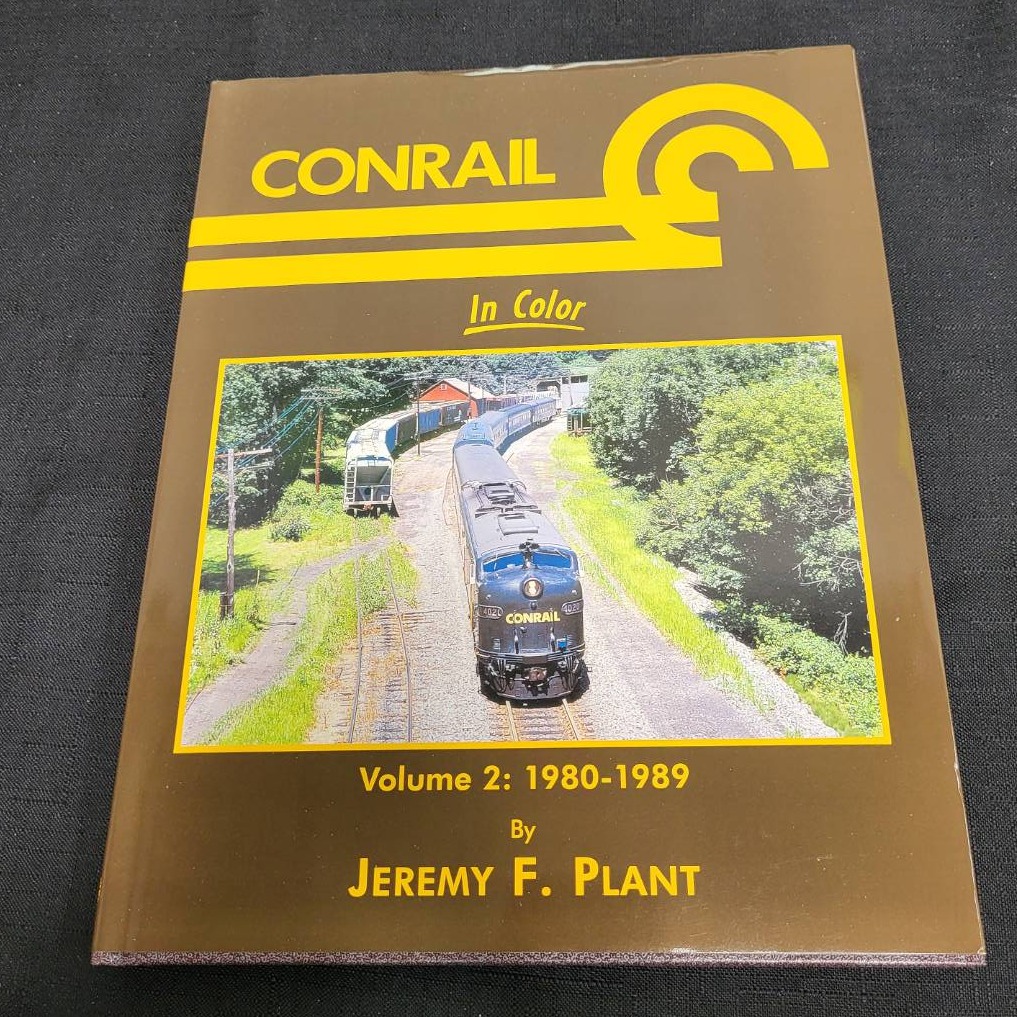 CONRAIL
In Color
4020
4020
CONRAIL
Volume 2: 1980-1989
By
JEREMY F. PLANT